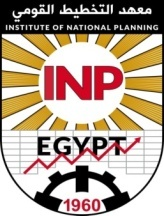 معهد التخطيط القومي
INSTITUTE OF NATIONAL PLANNING
INP
EGYPT
1960